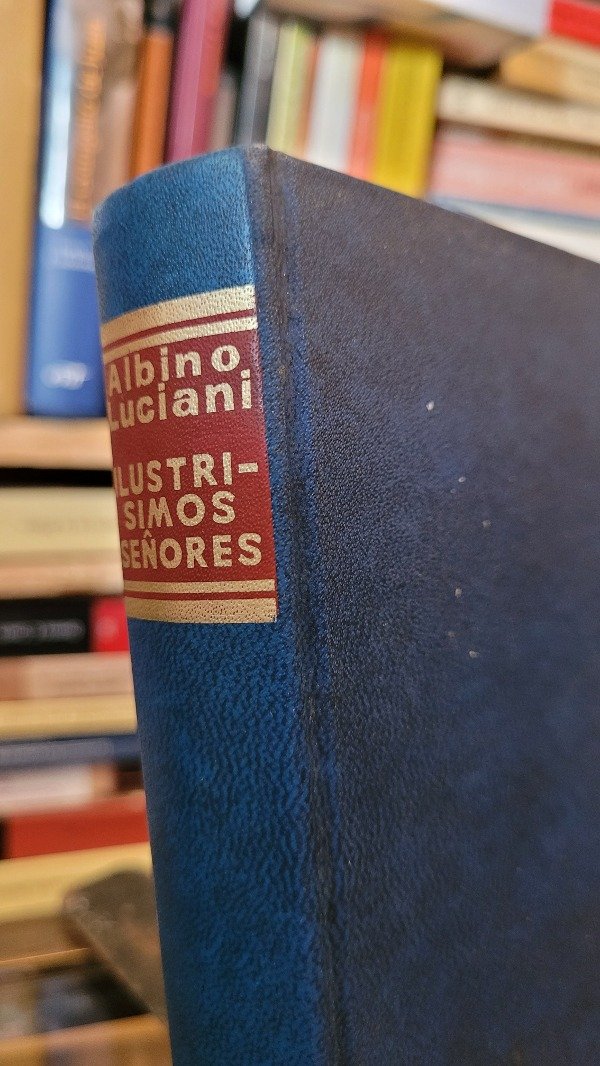 Albino
Luciani
ILUSTRI-
SIMOS
SEÑORES